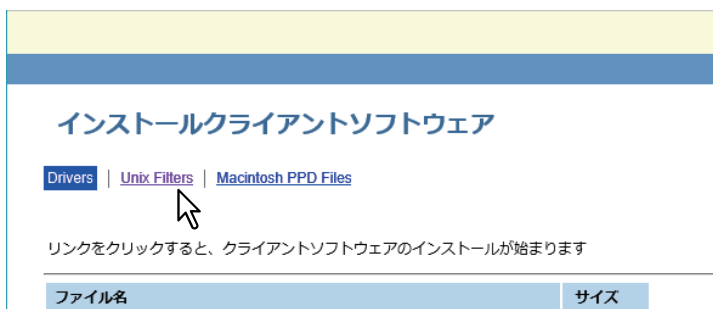 インストールクライアントソフトウェア
Drivers | Unix Filters | Macintosh PPD Files
リンクをクリックすると、クライアントソフトウェアのインストールが始まります
ファイル名 サイズ